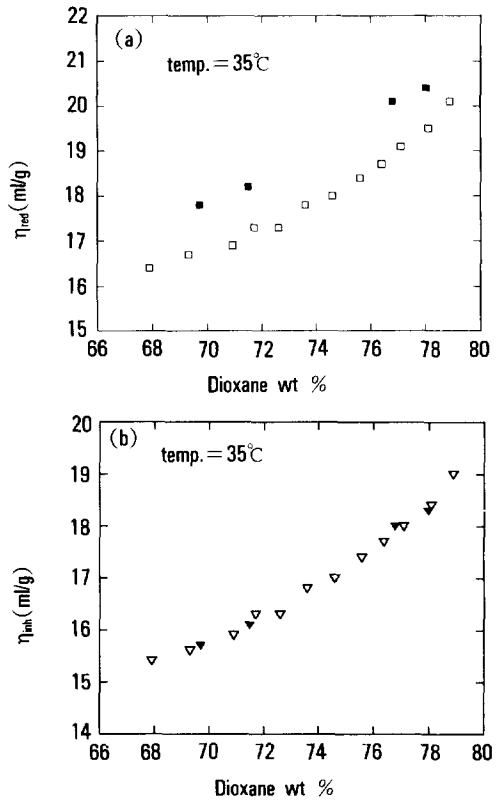 (a)
temp. = 35℃
22
21
20
19
18
17
16
15
ηred (ml/g)
66 68 70 72 74 76 78 80
Dioxane wt %
(b)
temp. = 35℃
20
19
18
17
16
15
14
ηinh (ml/g)
66 68 70 72 74 76 78 80
Dioxane wt %